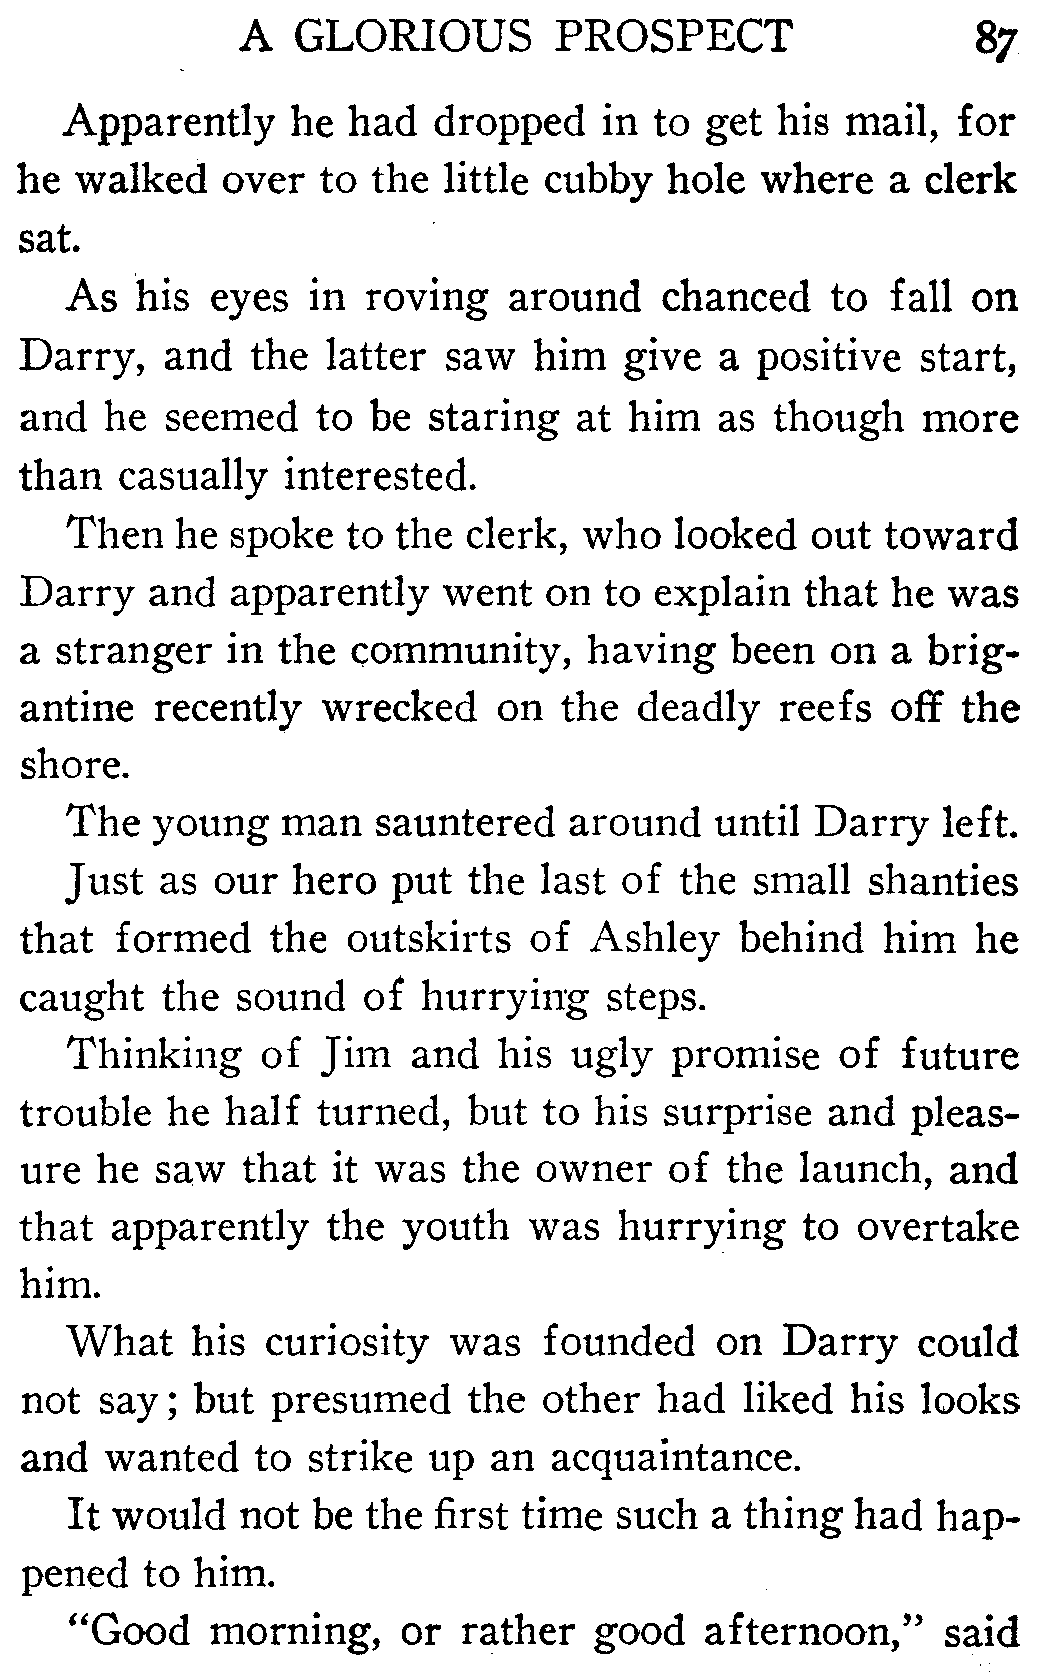 A GLORIOUS PROSPECT 87
Apparently he had dropped in to get his mail, for
he walked over to the little cubby hole where a clerk
sat.
As his eyes in roving around chanced to fall on
Darry, and the latter saw him give a positive start,
and he seemed to be staring at him as though more
than casually interested.
Then he spoke to the clerk, who looked out toward
Darry and apparently went on to explain that he was
a stranger in the community, having been on a brig-
antine recently wrecked on the deadly reefs off the
shore.
The young man sauntered around until Darry left.
Just as our hero put the last of the small shanties
that formed the outskirts of Ashley behind him he
caught the sound of hurrying steps.
Thinking of Jim and his ugly promise of future
trouble he half turned, but to his surprise and pleas-
ure he saw that it was the owner of the launch, and
that apparently the youth was hurrying to overtake
him.
What his curiosity was founded on Darry could
not say; but presumed the other had liked his looks
and wanted to strike up an acquaintance.
It would not be the first time such a thing had hap-
pened to him.
"Good morning, or rather good afternoon," said